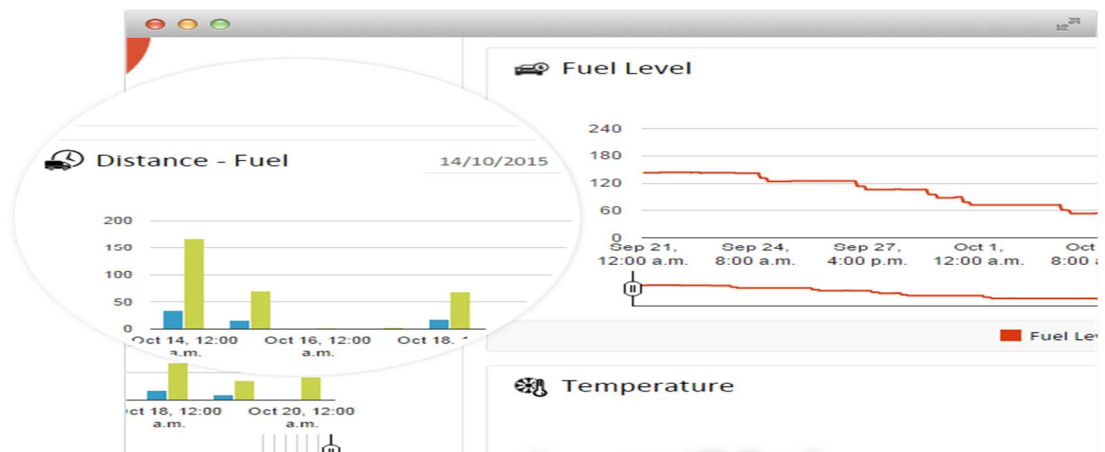 Fuel Level
240
180
120
60
0
Sep 21, 12:00 a.m.
Sep 24, 8:00 a.m.
Sep 27, 4:00 p.m.
Oct 1, 12:00 a.m.
Oct
8:00
Fuel Le
Temperature
Distance - Fuel
14/10/2015
200
150
100
50
0
Oct 14, 12:00 a.m.
Oct 16, 12:00 a.m.
Oct 18,
ct 18, 12:00 a.m.
Oct 20, 12:00 a.m.